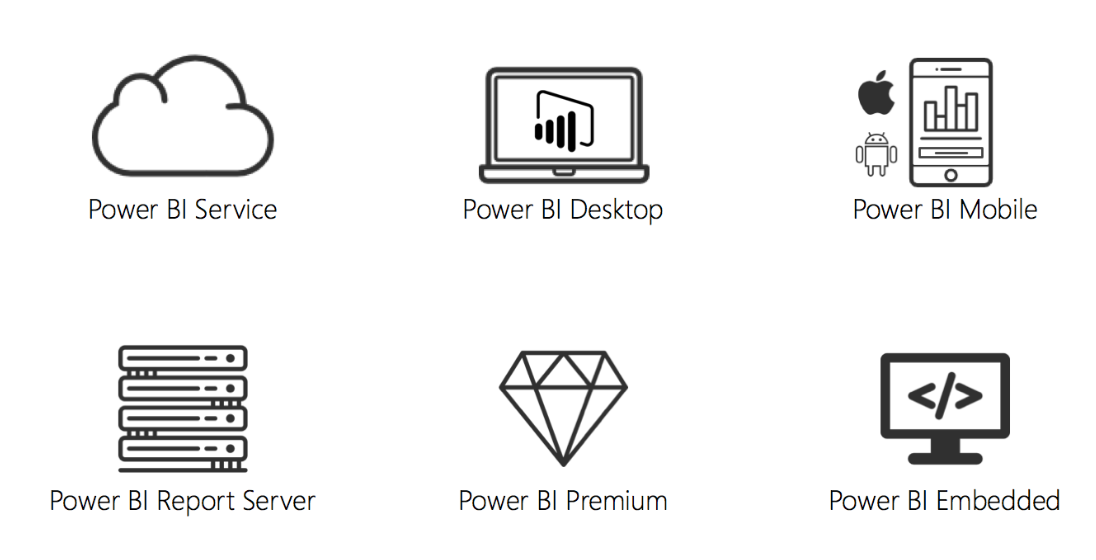 Power BI Service
Power BI Desktop
Power BI Mobile
Power BI Report Server
Power BI Premium
Power BI Embedded